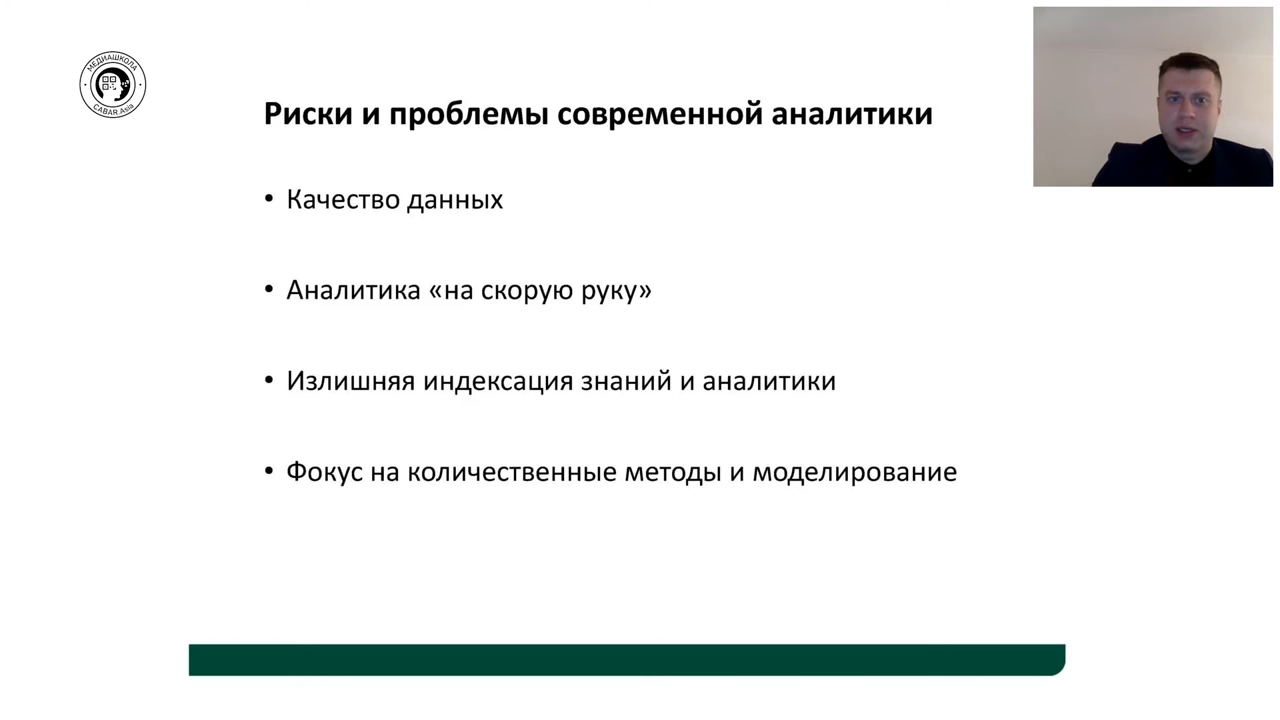 МЕДИАШКОЛА
CABAR.Asia
Риски и проблемы современной аналитики
• Качество данных
• Аналитика «на скорую руку»
• Излишняя индексация знаний и аналитики
• Фокус на количественные методы и моделирование